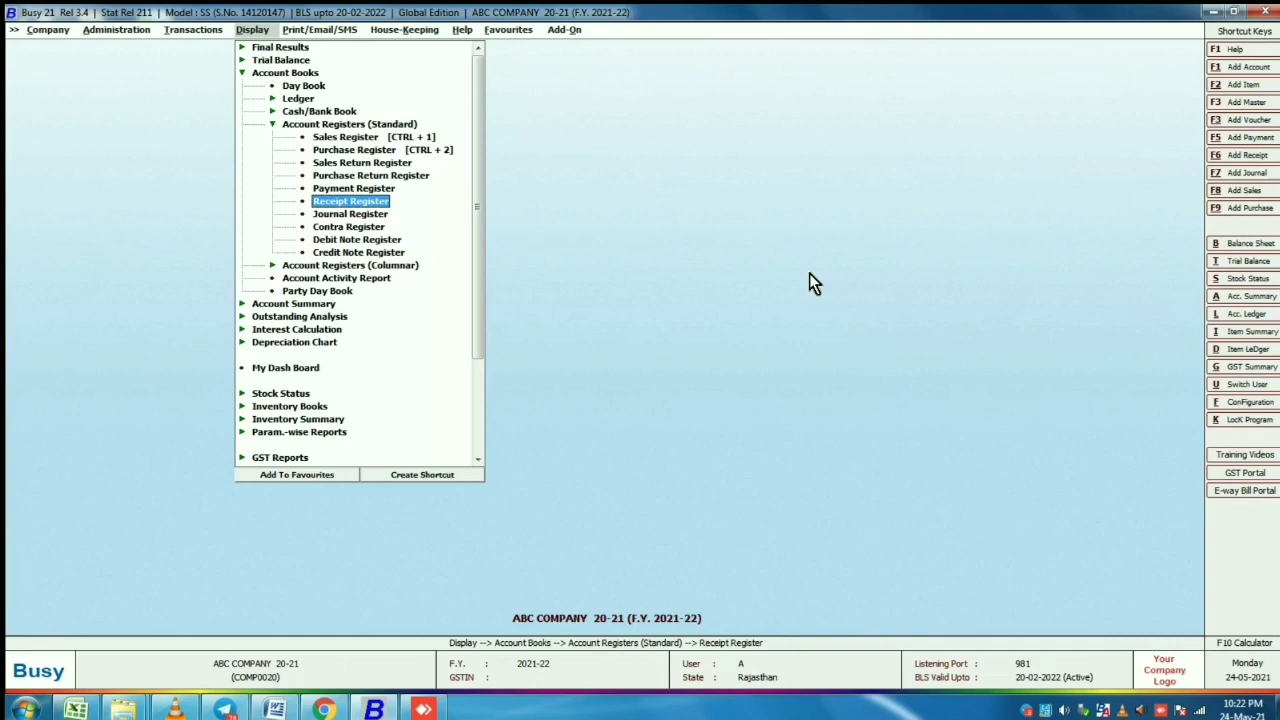 Busy 21 Rel 3.4 | Stat Rel 211 | Model : SS (S.No. 14120147) | BLS upto 20-02-2022 | Global Edition | ABC COMPANY 20-21 (F.Y. 2021-22)
>> Company Administration Transactions Display Print/Email/SMS House-Keeping Help Favourites Add-On
Final Results
Trial Balance
Account Books
Day Book
Ledger
Cash/Bank Book
Account Registers (Standard)
Sales Register [CTRL + 1]
Purchase Register [CTRL + 2]
Sales Return Register
Purchase Return Register
Payment Register
Receipt Register
Journal Register
Contra Register
Debit Note Register
Credit Note Register
Account Registers (Columnar)
Account Activity Report
Party Day Book
Account Summary
Outstanding Analysis
Interest Calculation
Depreciation Chart
My Dash Board
Stock Status
Inventory Books
Inventory Summary
Param.-wise Reports
GST Reports
Add To Favourites Create Shortcut
Shortcut Keys
F1 Help
F1 Add Account
F2 Add Item
F3 Add Master
F3 Add Voucher
F5 Add Payment
F6 Add Receipt
F7 Add Journal
F8 Add Sales
F9 Add Purchase
B Balance Sheet
T Trial Balance
S Stock Status
A Acc. Summary
L Acc. Ledger
I Item Summary
D Item LeDger
G GST Summary
U Switch User
F ConFiguration
K LocK Program
Training Videos
GST Portal
E-way Bill Portal
ABC COMPANY 20-21 (F.Y. 2021-22)
Display --> Account Books --> Account Registers (Standard) --> Receipt Register
F10 Calculator
Busy
ABC COMPANY 20-21
(COMP0020)
F.Y. : 2021-22
GSTIN :
User : A
State : Rajasthan
Listening Port : 981
BLS Valid Upto : 20-02-2022 (Active)
Your
Company
Logo
Monday
24-05-2021
10:22 PM
24-May-21